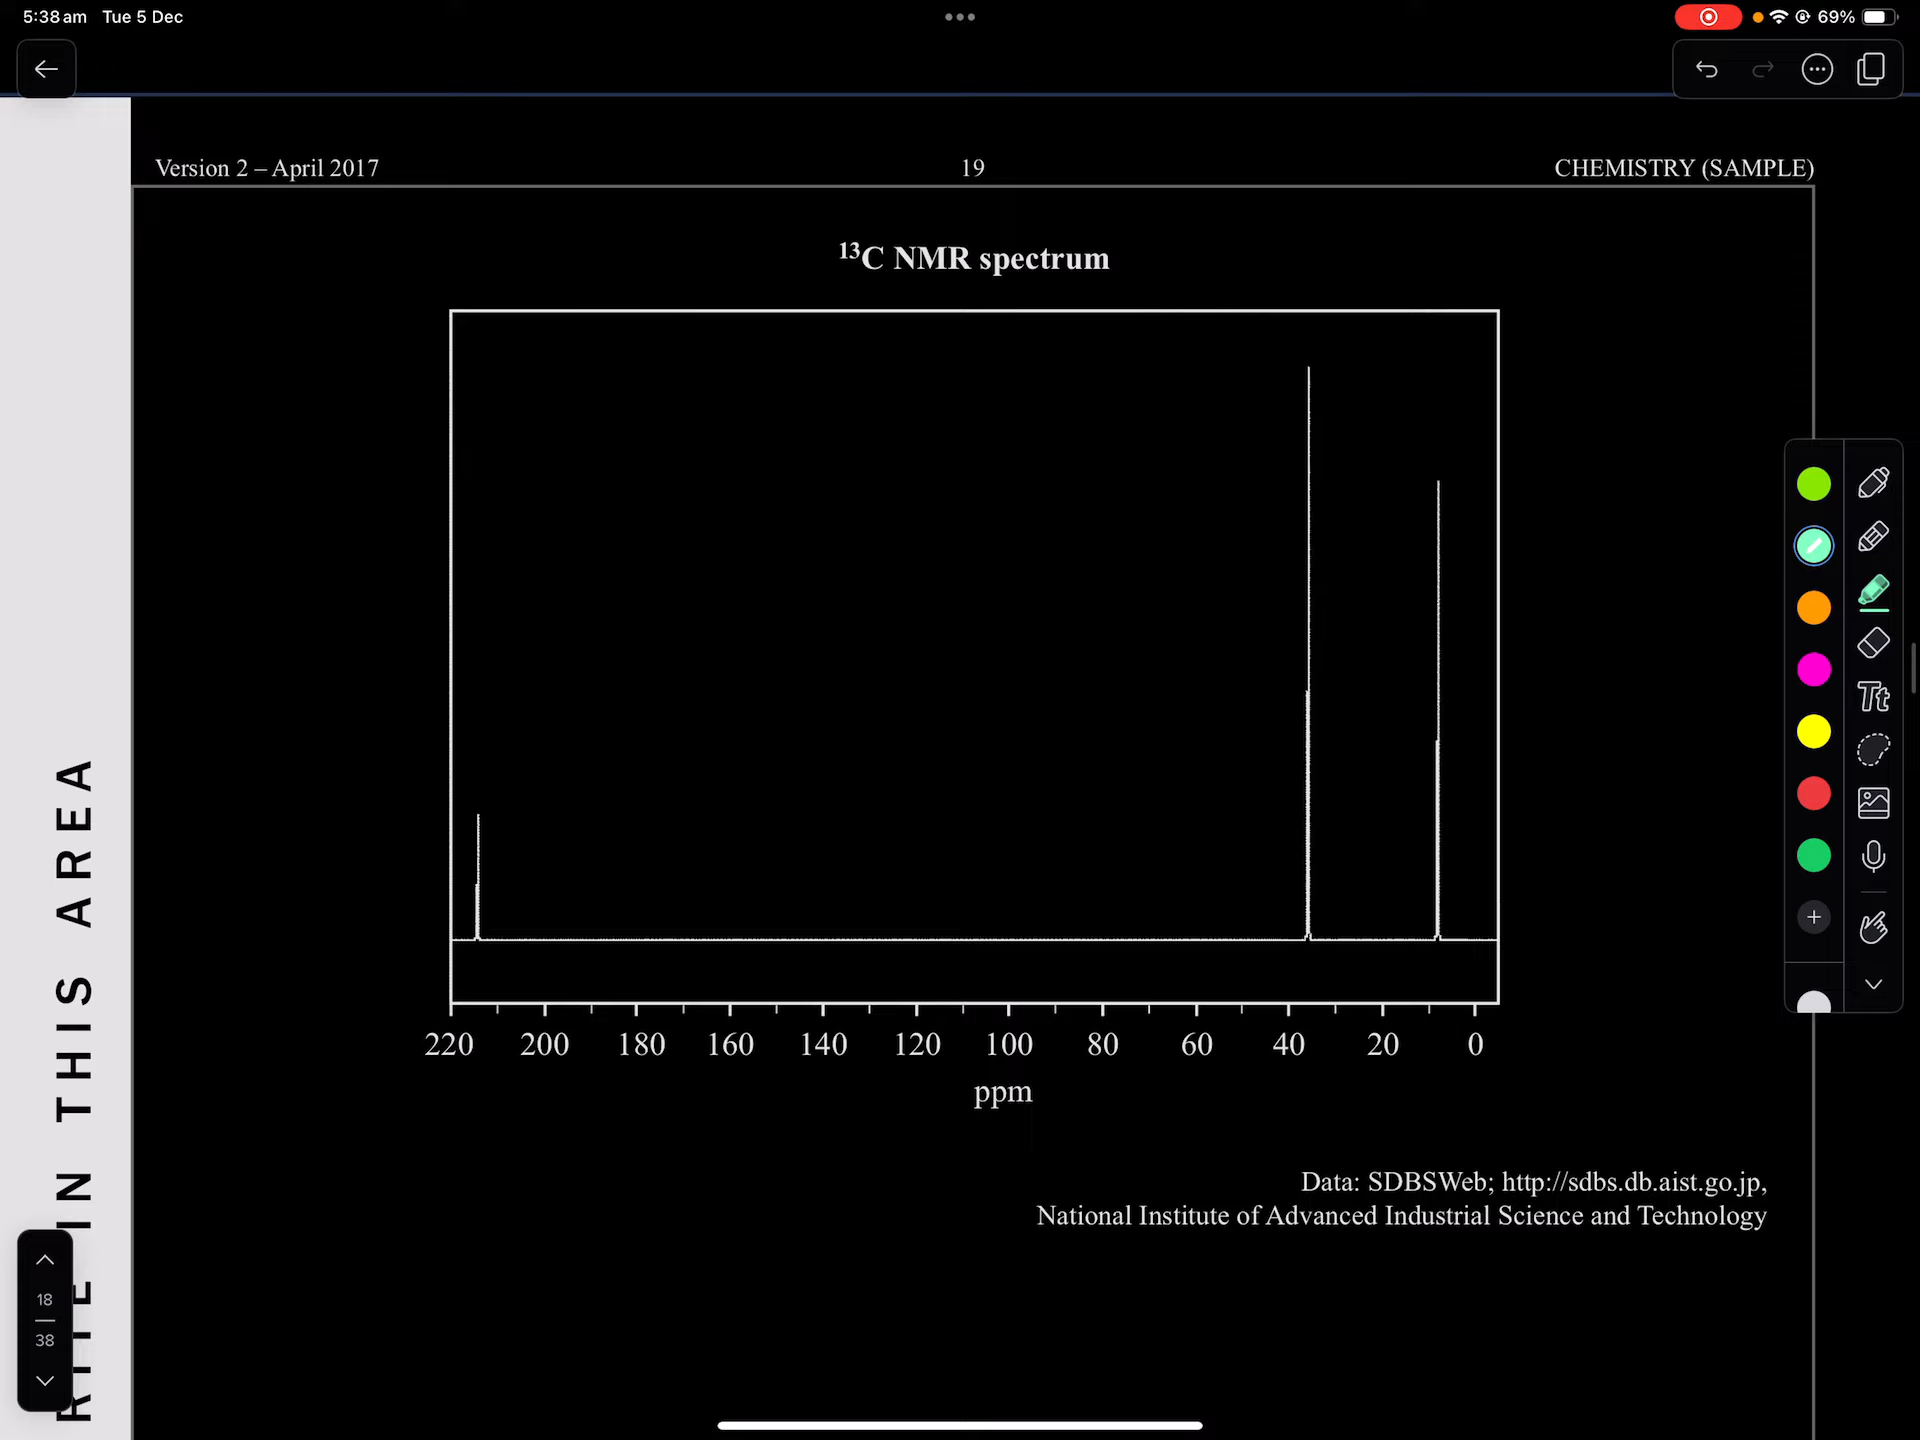 5:38 am Tue 5 Dec
69%
Version 2 – April 2017 19 CHEMISTRY (SAMPLE)
¹³C NMR spectrum
220 200 180 160 140 120 100 80 60 40 20 0
ppm
Data: SDBSWeb; http://sdbs.db.aist.go.jp,
National Institute of Advanced Industrial Science and Technology
IN THIS AREA
18
38
Tt